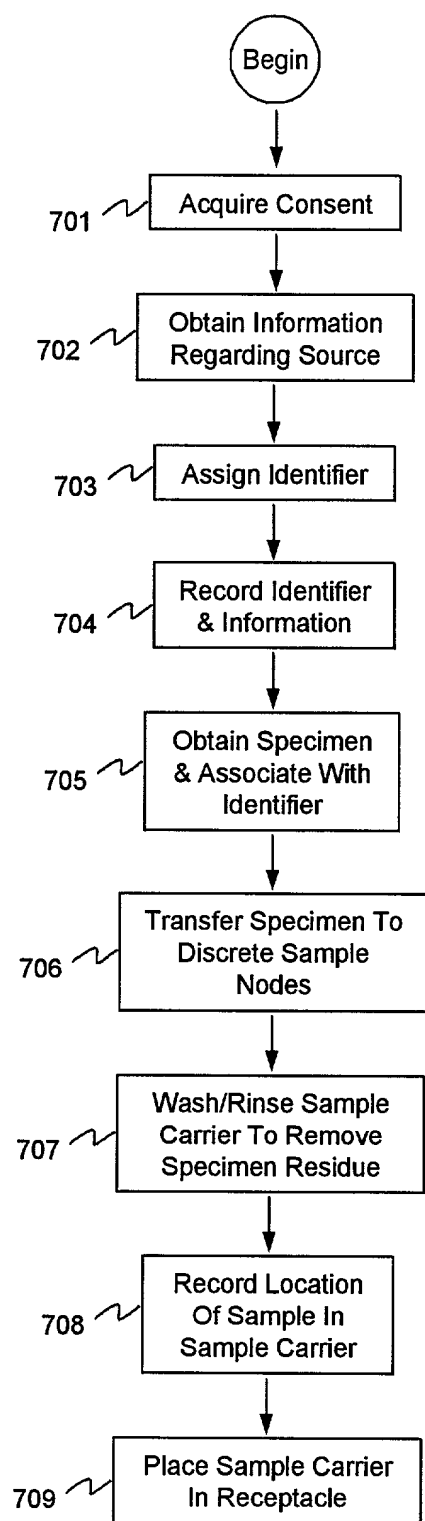 Begin
701
Acquire Consent
702
Obtain Information
Regarding Source
703
Assign Identifier
704
Record Identifier
& Information
705
Obtain Specimen
& Associate With
Identifier
706
Transfer Specimen To
Discrete Sample
Nodes
707
Wash/Rinse Sample
Carrier To Remove
Specimen Residue
708
Record Location
Of Sample In
Sample Carrier
709
Place Sample Carrier
In Receptacle